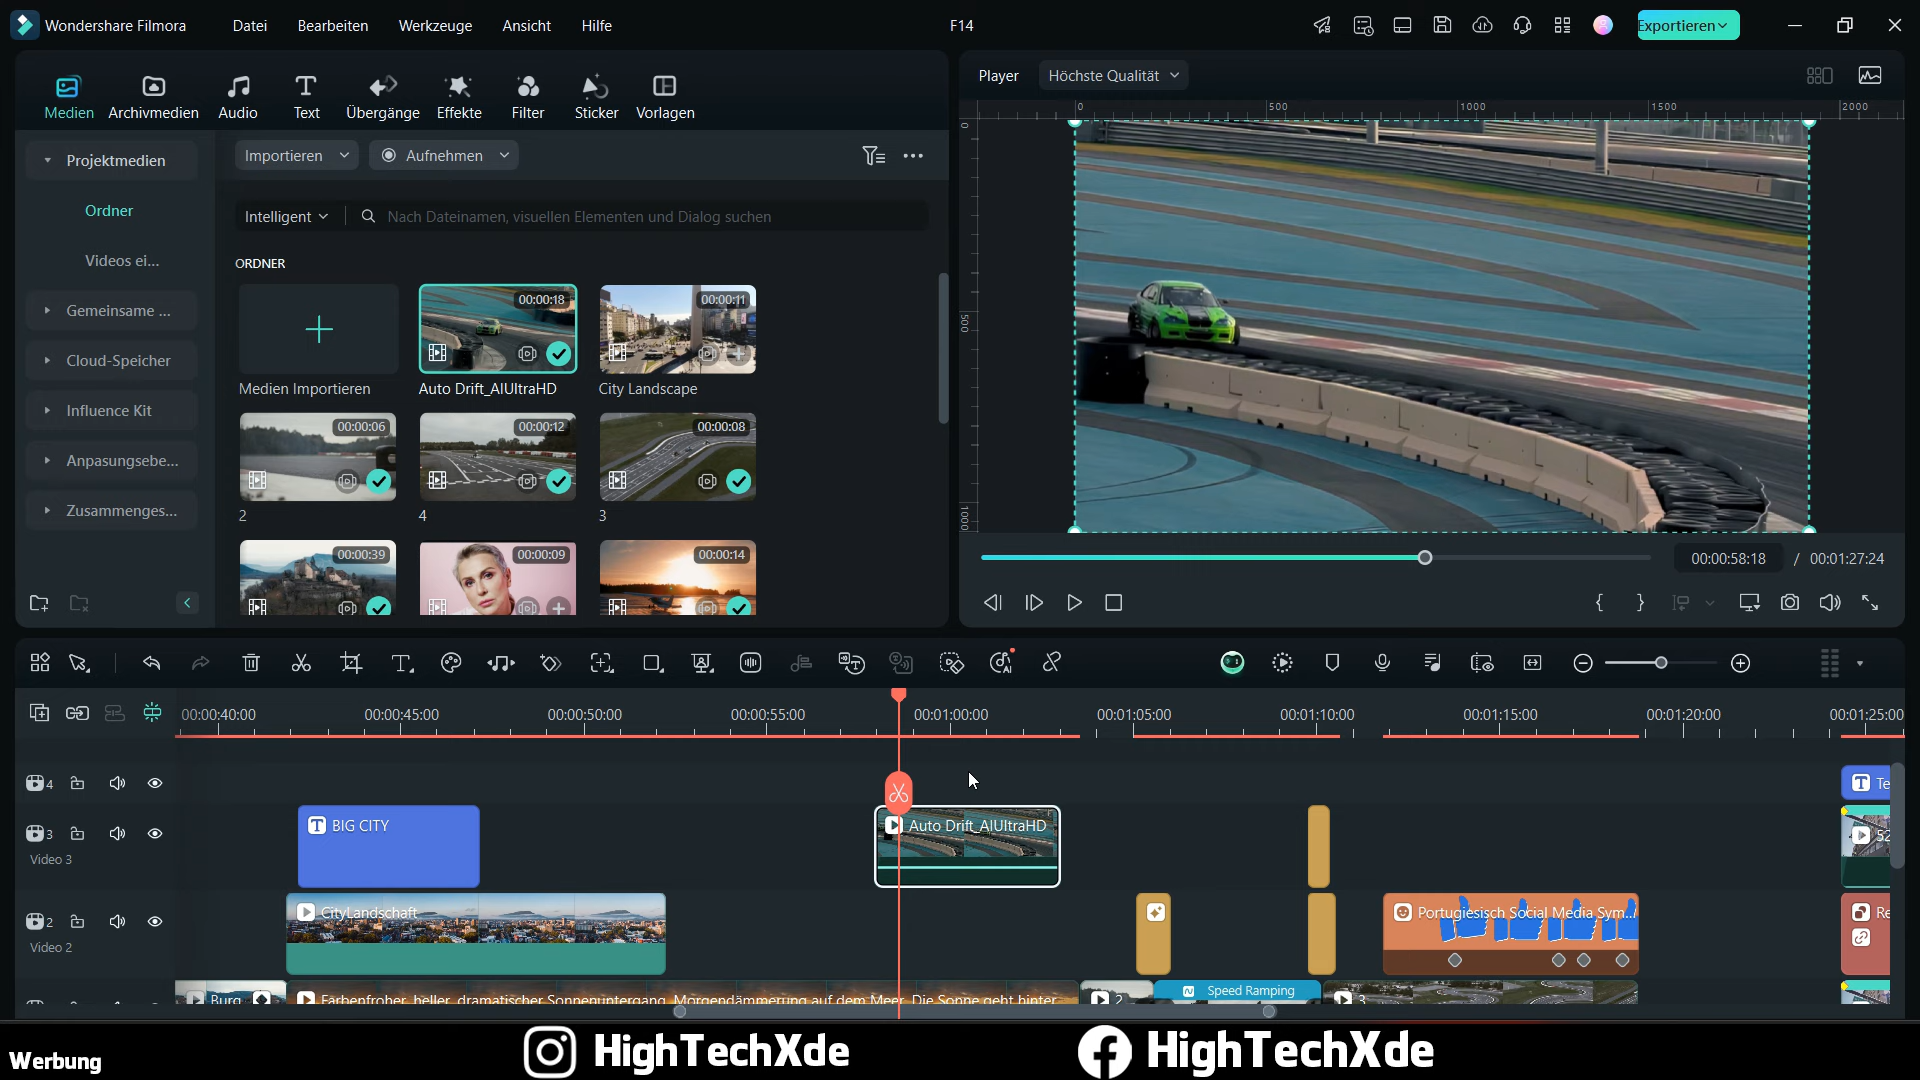 Wondershare Filmora
Datei
Bearbeiten
Werkzeuge
Ansicht
Hilfe
F14
Exportieren
Medien
Archivmedien
Audio
Text
Übergänge
Effekte
Filter
Sticker
Vorlagen
Player
Höchste Qualität
0
500
1000
1500
2000
0
500
1000
Projektmedien
Ordner
Videos ei...
Gemeinsame ...
Cloud-Speicher
Influence Kit
Anpasungsebe...
Zusammenges...
Importieren
Aufnehmen
Intelligent
Nach Dateinamen, visuellen Elementen und Dialog suchen
ORDNER
00:00:18
00:00:11
Medien Importieren
Auto Drift_AIUltraHD
City Landscape
00:00:06
00:00:12
00:00:08
2
4
3
00:00:39
00:00:09
00:00:14
00:00:58:18 / 00:01:27:24
00:00:40:00
00:00:45:00
00:00:50:00
00:00:55:00
00:01:00:00
00:01:05:00
00:01:10:00
00:01:15:00
00:01:20:00
00:01:25:00
4
Te
3
Video 3
BIG CITY
Auto Drift_AIUltraHD
52
2
Video 2
CityLandschaft
Portugiesisch Social Media Sym...
Re
Burg
Farbenfroher, heller, dramatischer Sonnenuntergang. Morgendämmerung auf dem Meer. Die Sonne geht hinter
2
Speed Ramping
3
Werbung
HighTechXde
HighTechXde